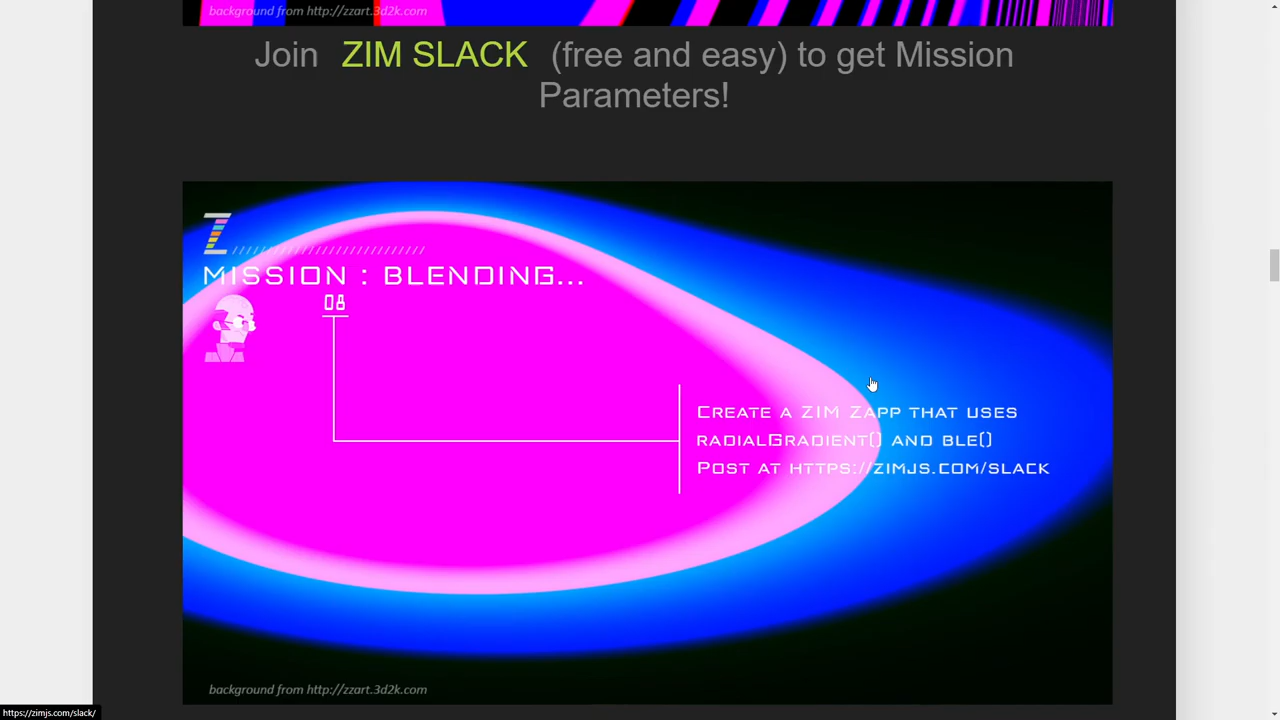 background from http://zzart.3d2k.com
Join ZIM SLACK (free and easy) to get Mission
Parameters!
Z
MISSION : BLENDING...
08
Create a ZIM Zapp that uses
radialGradient() and ble()
Post at https://zimjs.com/slack
background from http://zzart.3d2k.com
https://zimjs.com/slack/